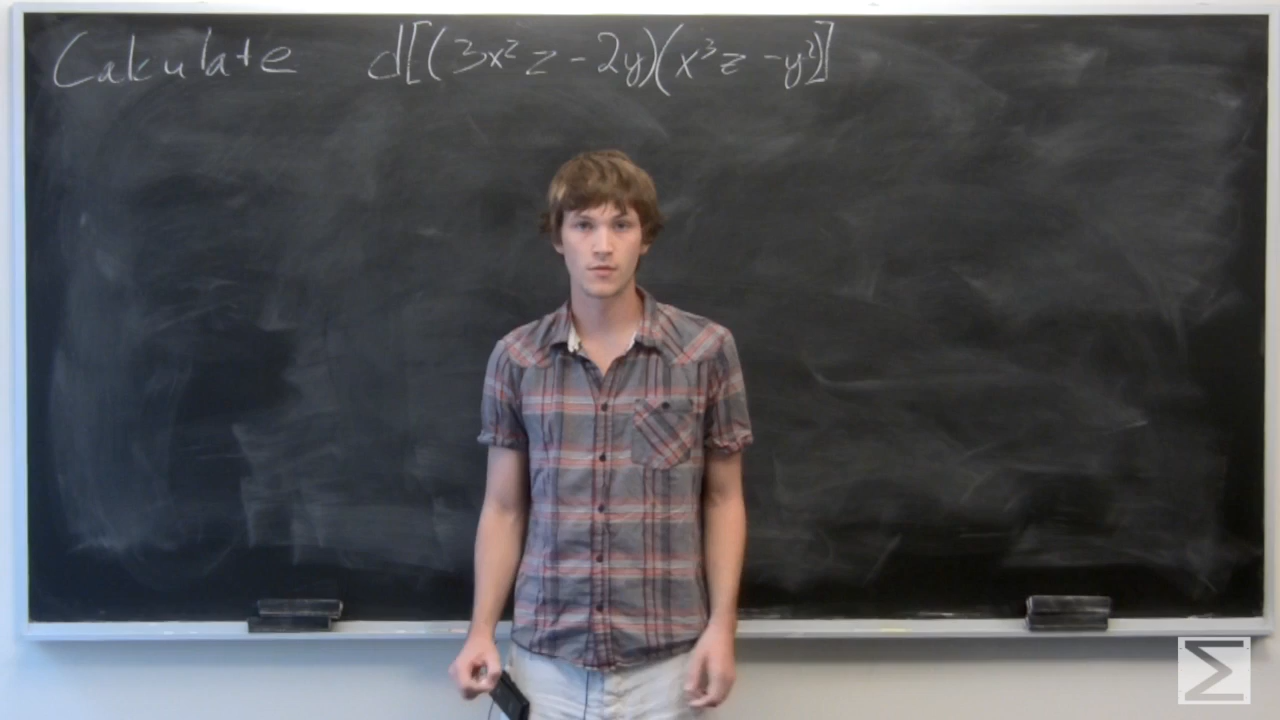 Calculate d[(3x²z - 2y)(x³z - y²)]
Σ